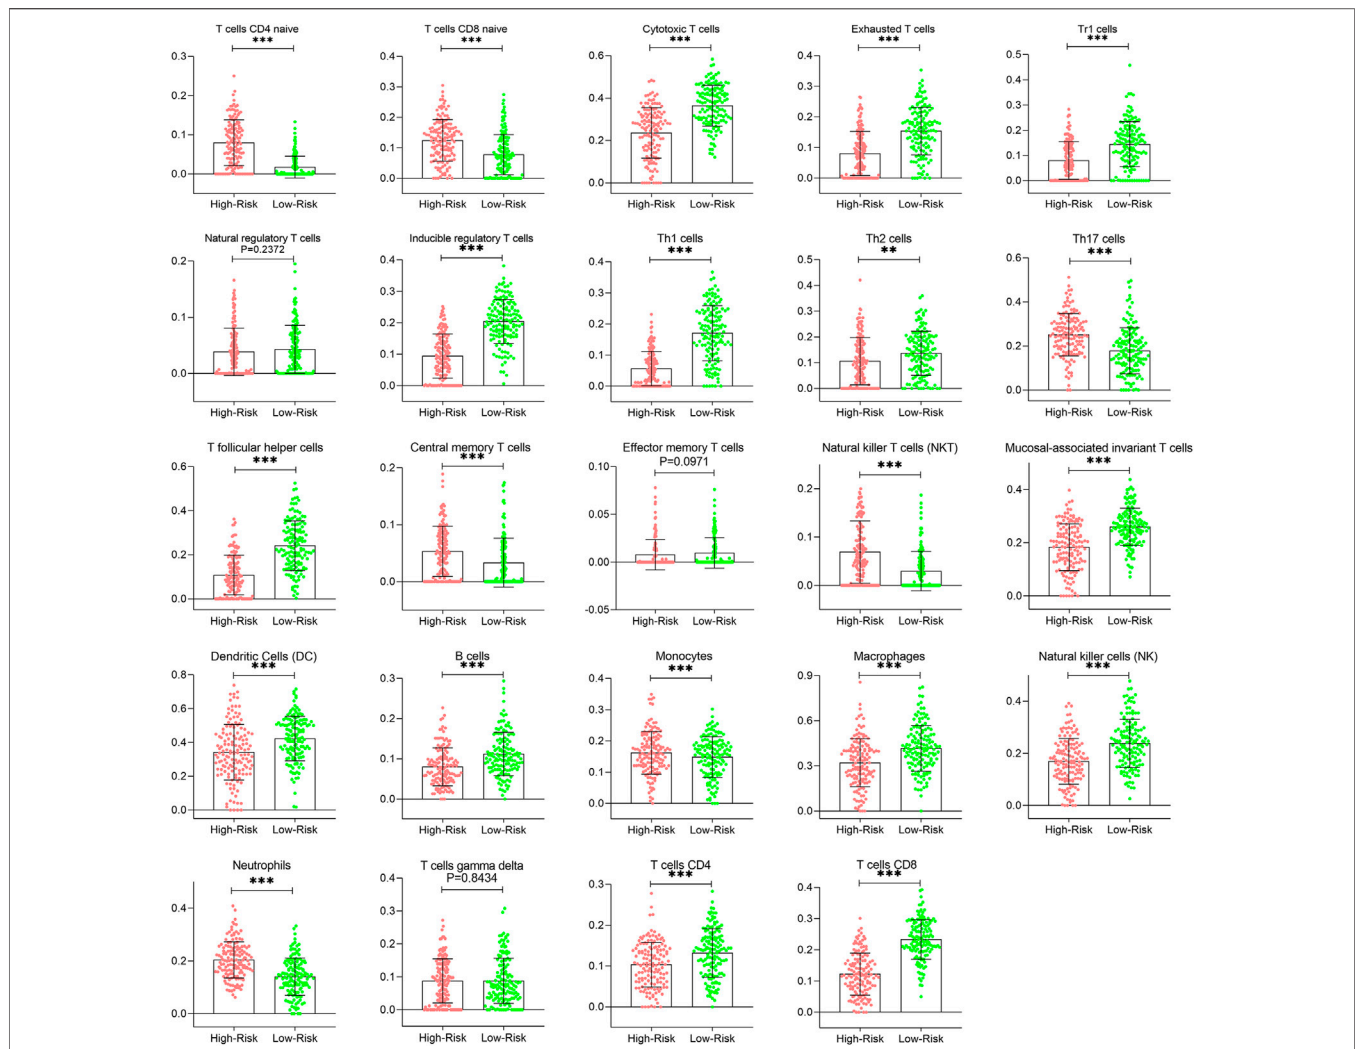 T cells CD4 naive
***
0.3
0.2
0.1
0.0
High-Risk Low-Risk
T cells CD8 naive
***
0.4
0.3
0.2
0.1
0.0
High-Risk Low-Risk
Cytotoxic T cells
***
0.6
0.4
0.2
0.0
High-Risk Low-Risk
Exhausted T cells
***
0.4
0.3
0.2
0.1
0.0
High-Risk Low-Risk
Tr1 cells
***
0.5
0.4
0.3
0.2
0.1
0.0
High-Risk Low-Risk
Natural regulatory T cells
P=0.2372
0.2
0.1
0.0
High-Risk Low-Risk
Inducible regulatory T cells
***
0.4
0.3
0.2
0.1
0.0
High-Risk Low-Risk
Th1 cells
***
0.4
0.3
0.2
0.1
0.0
High-Risk Low-Risk
Th2 cells
**
0.5
0.4
0.3
0.2
0.1
0.0
High-Risk Low-Risk
Th17 cells
***
0.6
0.4
0.2
0.0
High-Risk Low-Risk
T follicular helper cells
***
0.6
0.4
0.2
0.0
High-Risk Low-Risk
Central memory T cells
***
0.2
0.1
0.0
High-Risk Low-Risk
Effector memory T cells
P=0.0971
0.10
0.05
0.00
-0.05
High-Risk Low-Risk
Natural killer T cells (NKT)
***
0.2
0.1
0.0
High-Risk Low-Risk
Mucosal-associated invariant T cells
***
0.4
0.2
0.0
High-Risk Low-Risk
Dendritic Cells (DC)
***
0.8
0.6
0.4
0.2
0.0
High-Risk Low-Risk
B cells
***
0.3
0.2
0.1
0.0
High-Risk Low-Risk
Monocytes
***
0.4
0.3
0.2
0.1
0.0
High-Risk Low-Risk
Macrophages
***
0.9
0.6
0.3
0.0
High-Risk Low-Risk
Natural killer cells (NK)
***
0.4
0.2
0.0
High-Risk Low-Risk
Neutrophils
***
0.4
0.2
0.0
High-Risk Low-Risk
T cells gamma delta
P=0.8434
0.4
0.3
0.2
0.1
0.0
High-Risk Low-Risk
T cells CD4
***
0.3
0.2
0.1
0.0
High-Risk Low-Risk
T cells CD8
***
0.4
0.3
0.2
0.1
0.0
High-Risk Low-Risk